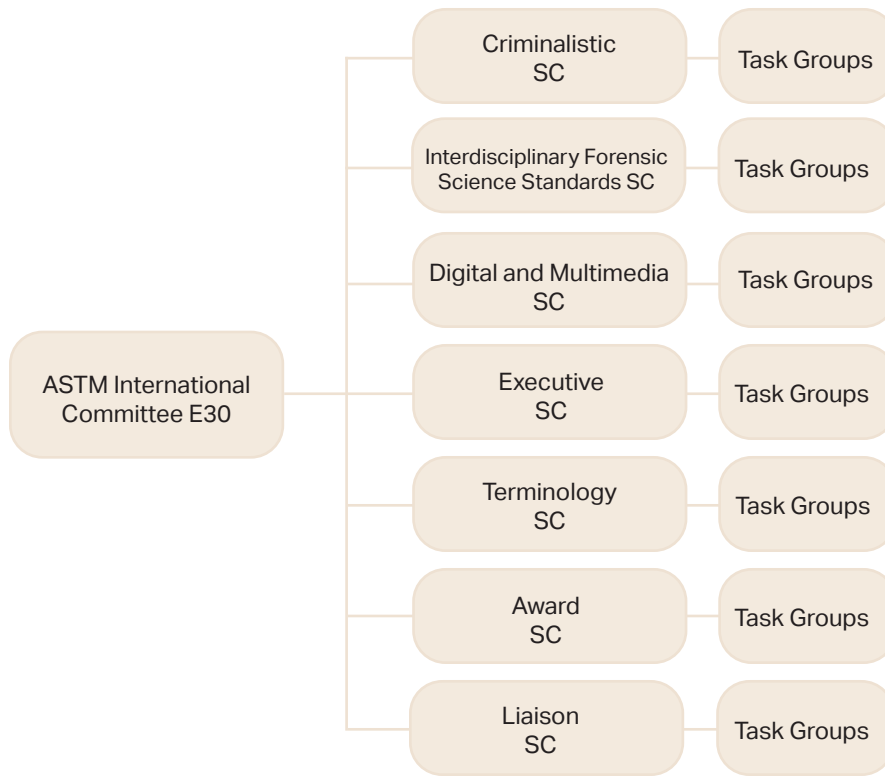 Criminalistic
SC
Task Groups
Interdisciplinary Forensic
Science Standards SC
Task Groups
Digital and Multimedia
SC
Task Groups
ASTM International
Committee E30
Executive
SC
Task Groups
Terminology
SC
Task Groups
Award
SC
Task Groups
Liaison
SC
Task Groups